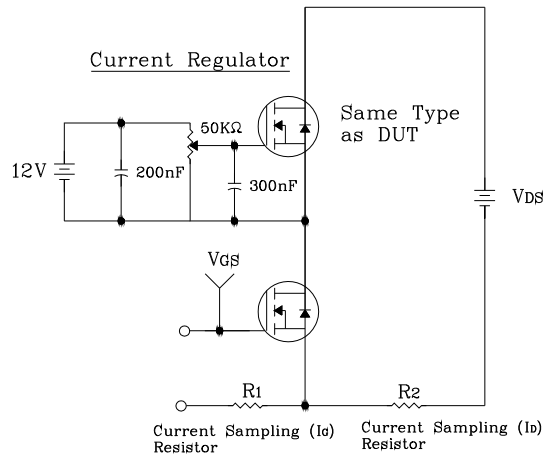 Current Regulator
50KΩ
Same Type
as DUT
12V
200nF
300nF
VDS
VGS
R1
R2
Current Sampling (IG)
Resistor
Current Sampling (ID)
Resistor